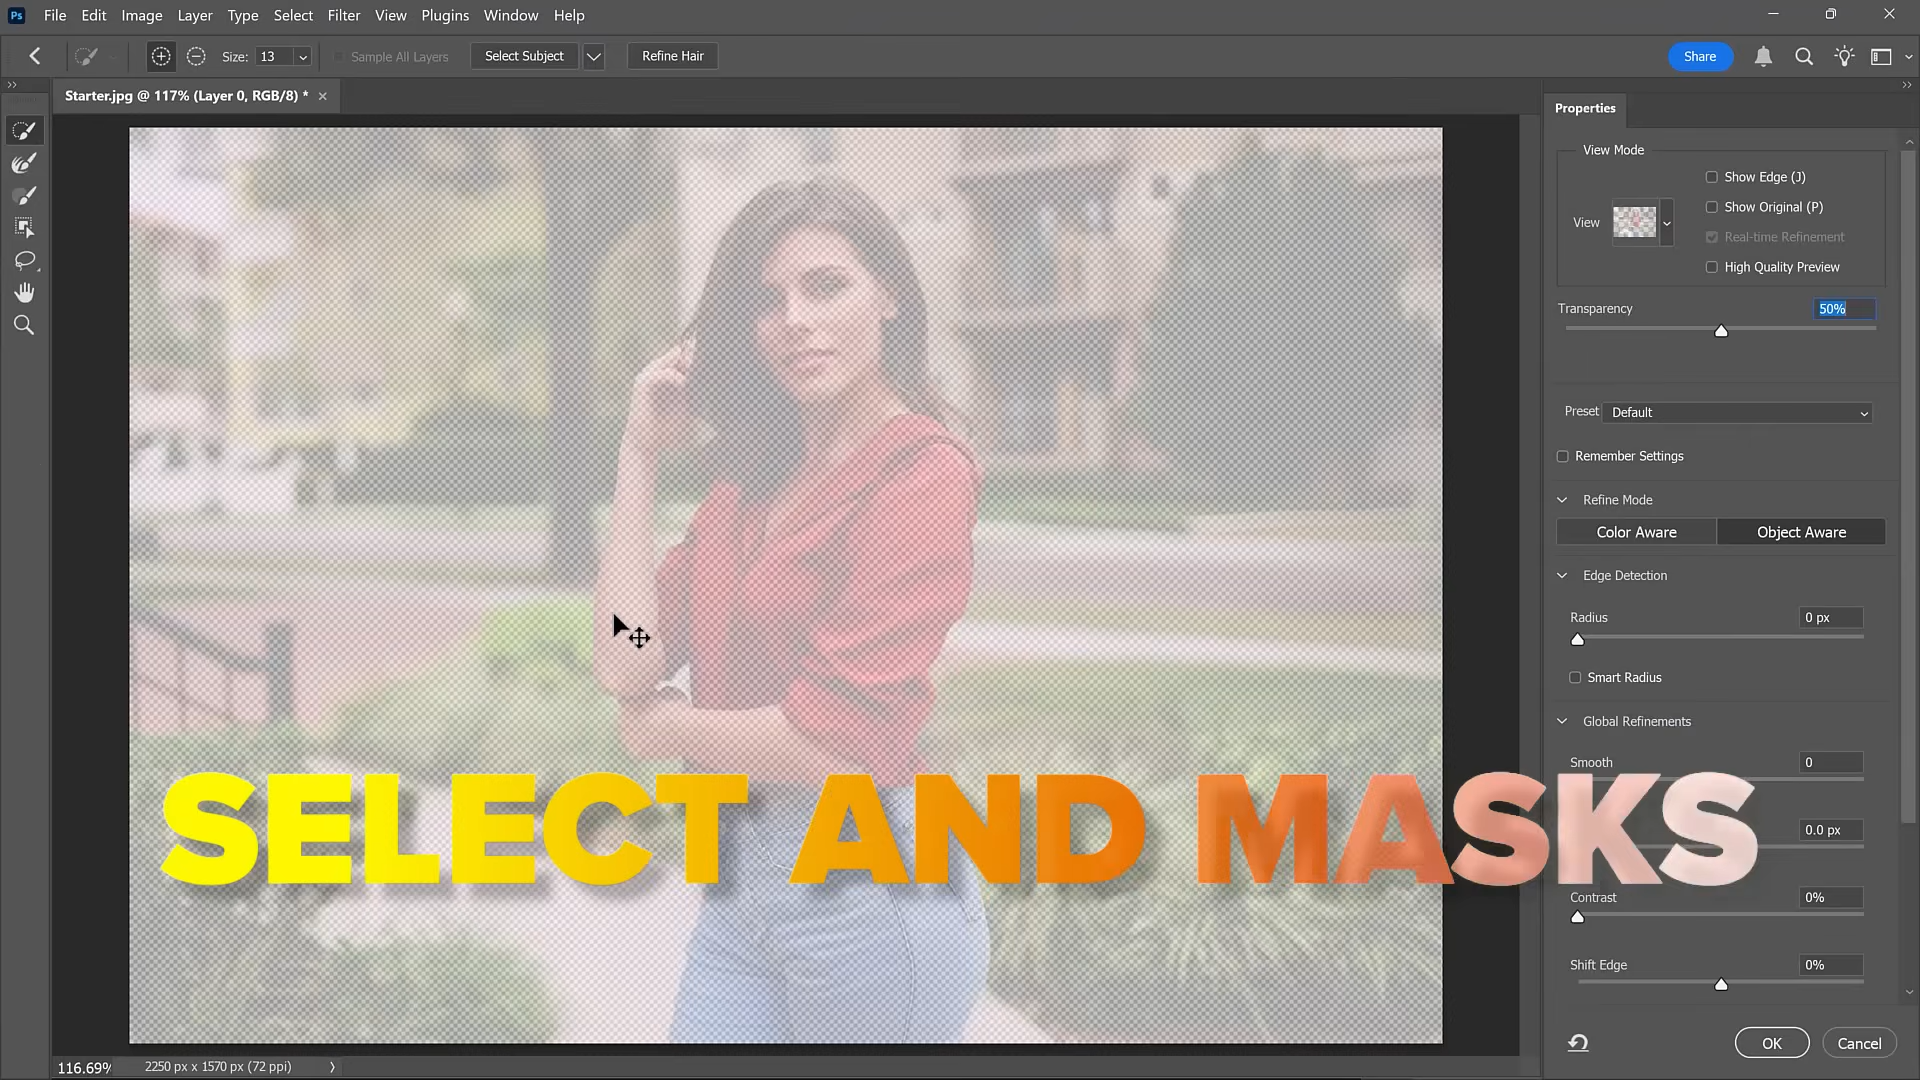 Ps File Edit Image Layer Type Select Filter View Plugins Window Help
Size: 13 Sample All Layers Select Subject Refine Hair Share
Starter.jpg @ 117% (Layer 0, RGB/8) * ×
Properties
View Mode
Show Edge (J)
Show Original (P)
View
Real-time Refinement
High Quality Preview
Transparency 50%
Preset Default
Remember Settings
Refine Mode
Color Aware Object Aware
Edge Detection
Radius 0 px
Smart Radius
Global Refinements
Smooth 0
SELECT AND MASKS
0.0 px
Contrast 0%
Shift Edge 0%
OK Cancel
116.69% 2250 px x 1570 px (72 ppi)